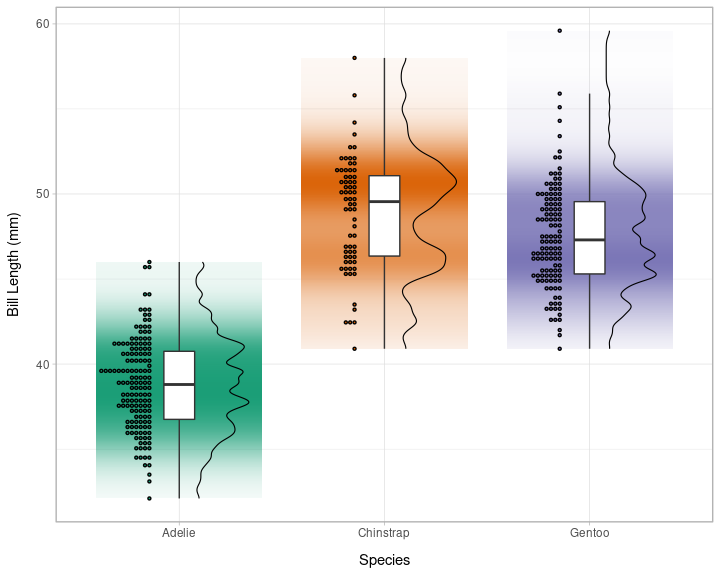 60
50
40
Bill Length (mm)
Adelie
Chinstrap
Gentoo
Species